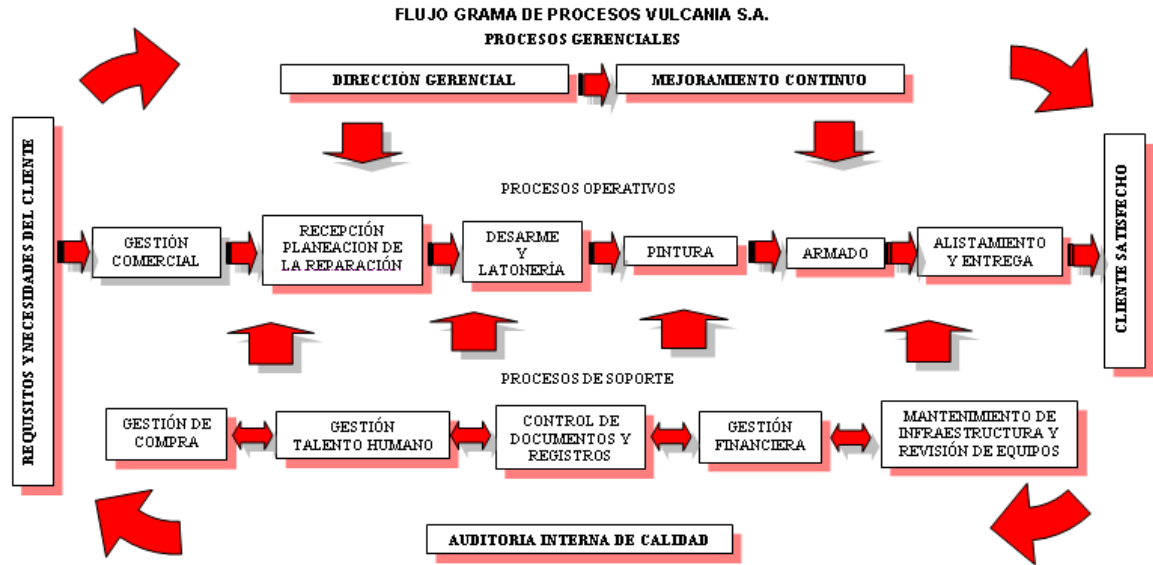 FLUJO GRAMA DE PROCESOS VULCANIA S.A.
PROCESOS GERENCIALES
DIRECCIÓN GERENCIAL
MEJORAMIENTO CONTINUO
REQUISITOS Y NECESIDADES DEL CLIENTE
PROCESOS OPERATIVOS
GESTIÓN
COMERCIAL
RECEPCIÓN
PLANEACION DE
LA REPARACIÓN
DESARME
Y
LATONERÍA
PINTURA
ARMADO
ALISTAMIENTO
Y ENTREGA
CLIENTE SATISFECHO
PROCESOS DE SOPORTE
GESTIÓN DE
COMPRA
GESTIÓN
TALENTO HUMANO
CONTROL DE
DOCUMENTOS Y
REGISTROS
GESTIÓN
FINANCIERA
MANTENIMIENTO DE
INFRAESTRUCTURA Y
REVISIÓN DE EQUIPOS
AUDITORIA INTERNA DE CALIDAD